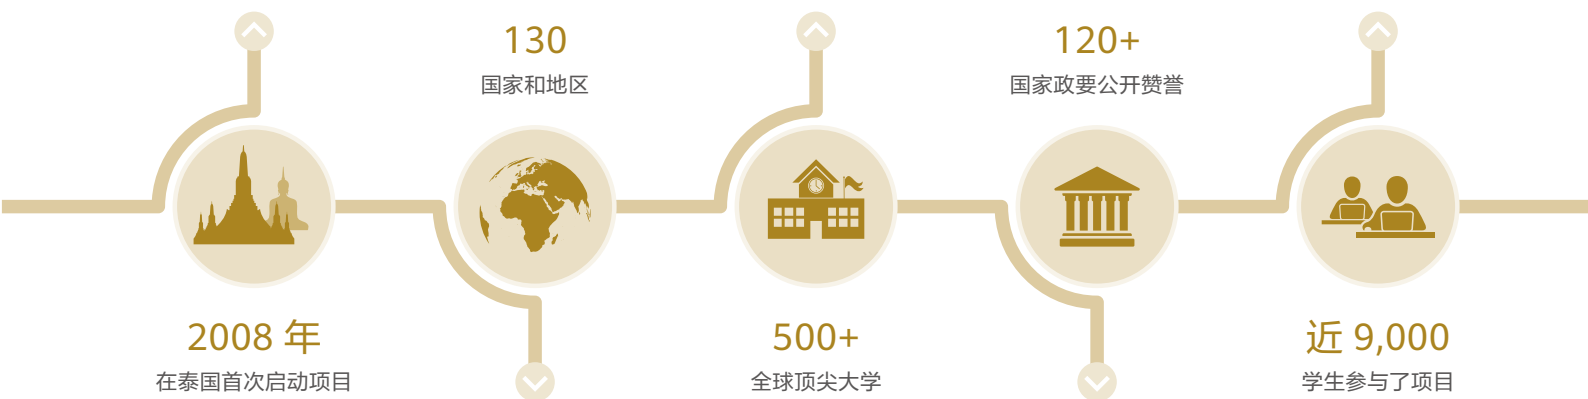 2008 年
在泰国首次启动项目
130
国家和地区
500+
全球顶尖大学
120+
国家政要公开赞誉
近 9,000
学生参与了项目